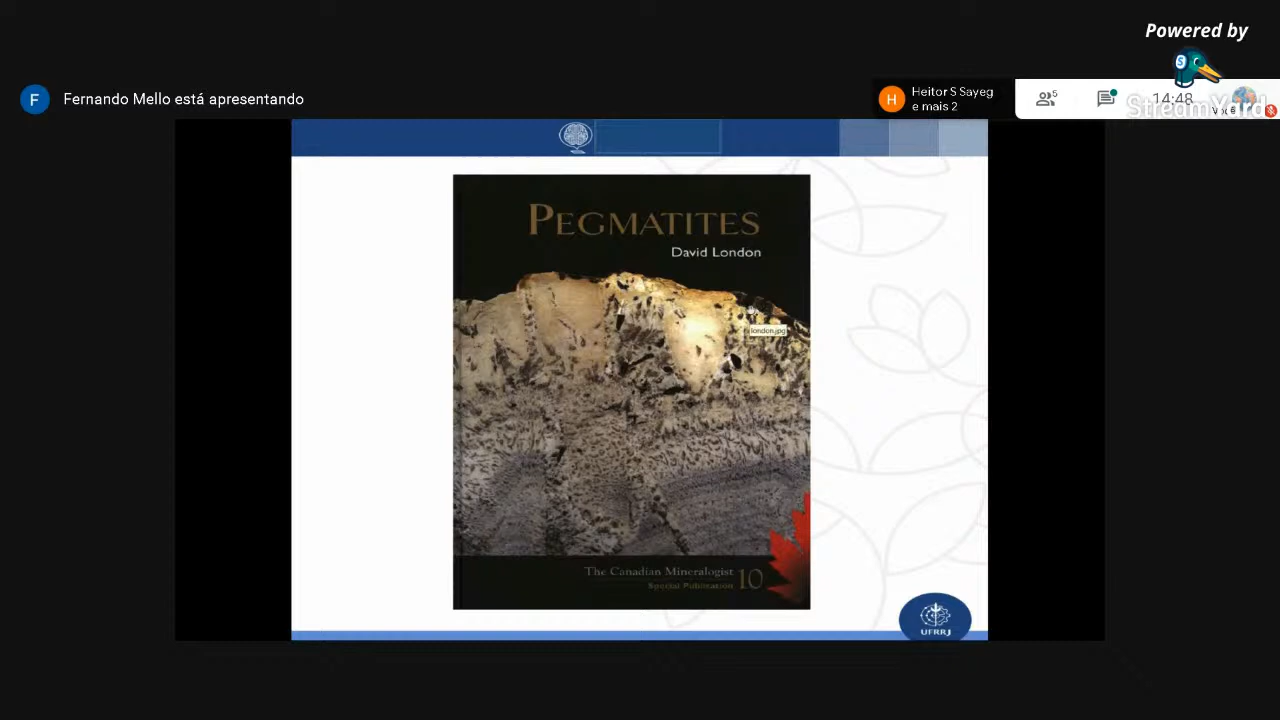 Powered by
StreamYard
Fernando Mello está apresentando
H
Heitor S Sayeg
e mais 2
5
14:48
F
PEGMATITES
David London
london.jpg
The Canadian Mineralogist
Special Publication 10
UFRRJ